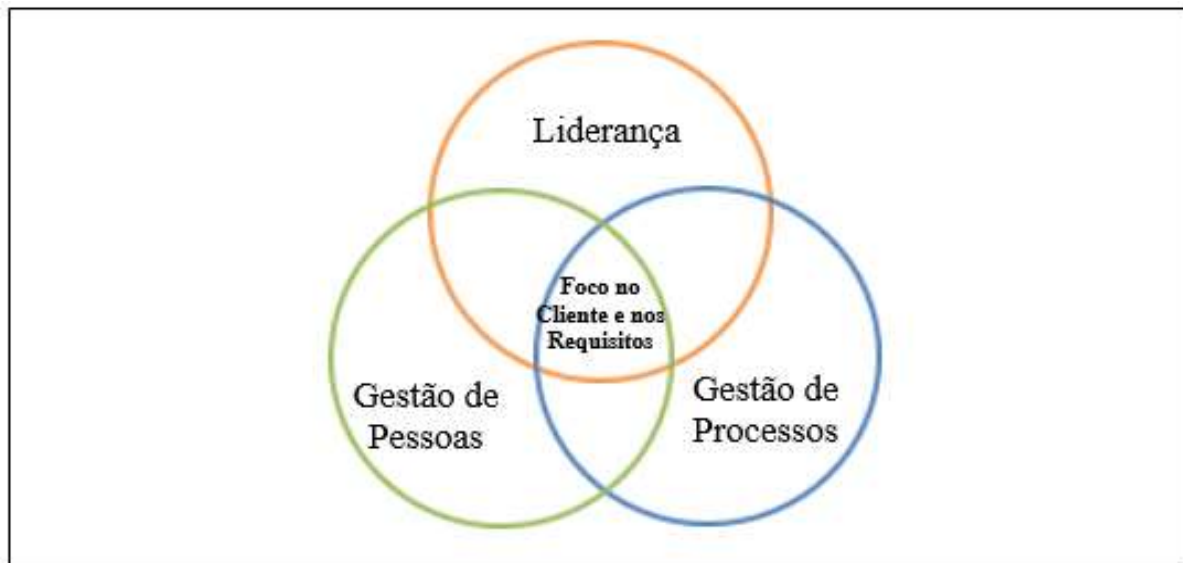 Liderança
Foco no
Cliente e nos
Requisitos
Gestão de
Pessoas
Gestão de
Processos